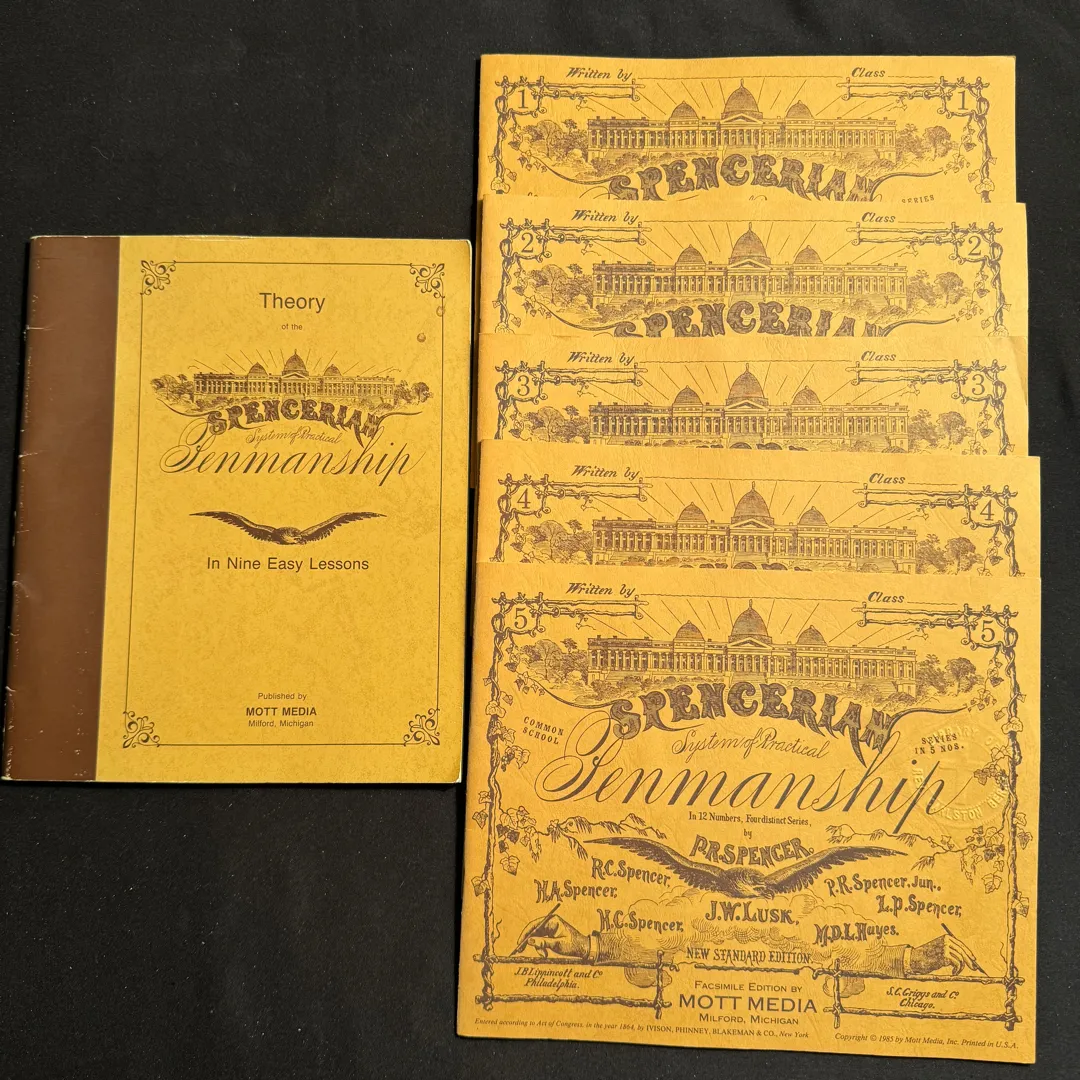 Theory
of the
SPENCERIAN
System of Practical
Penmanship
In Nine Easy Lessons
Published by
MOTT MEDIA
Milford, Michigan
Written by
Class
1
1
SPENCERIAN
SERIES
Written by
Class
2
2
SPENCERIAN
Written by
Class
3
3
Written by
Class
4
4
Written by
Class
5
5
SPENCERIAN
COMMON
SCHOOL
System of Practical
SERIES
IN 5 NOS.
Penmanship
In 12 Numbers, Four distinct Series,
by
P.R. SPENCER.
R.C. Spencer,
P.R. Spencer, Jun.,
H.A. Spencer,
L.P. Spencer,
J.W. LUSK,
H.C. Spencer,
M.D.L. Hayes.
NEW STANDARD EDITION.
J.B. Lippincott and Co
Philadelphia.
FACSIMILE EDITION BY
MOTT MEDIA
MILFORD, MICHIGAN
S.C. Griggs and Co.
Chicago.
Entered according to Act of Congress, in the year 1864, by IVISON, PHINNEY, BLAKEMAN & CO., New York
Copyright © 1985 by Mott Media, Inc. Printed in U.S.A.